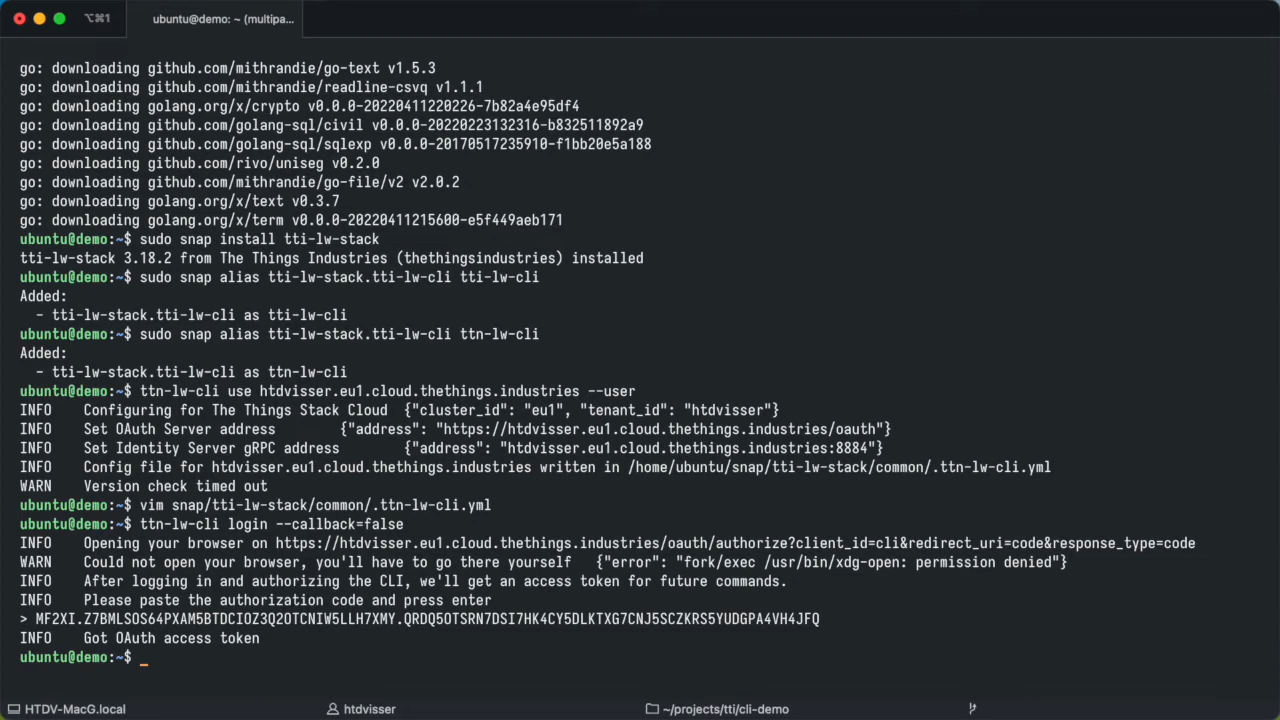 ⌥⌘1
ubuntu@demo: ~ (multipa...
go: downloading github.com/mithrandie/go-text v1.5.3
go: downloading github.com/mithrandie/readline-csvq v1.1.1
go: downloading golang.org/x/crypto v0.0.0-20220411220226-7b82a4e95df4
go: downloading github.com/golang-sql/civil v0.0.0-20220223132316-b832511892a9
go: downloading github.com/golang-sql/sqlexp v0.0.0-20170517235910-f1bb20e5a188
go: downloading github.com/rivo/uniseg v0.2.0
go: downloading github.com/mithrandie/go-file/v2 v2.0.2
go: downloading golang.org/x/text v0.3.7
go: downloading golang.org/x/term v0.0.0-20220411215600-e5f449aeb171
ubuntu@demo:~$ sudo snap install tti-lw-stack
tti-lw-stack 3.18.2 from The Things Industries (thethingsindustries) installed
ubuntu@demo:~$ sudo snap alias tti-lw-stack.tti-lw-cli tti-lw-cli
Added:
  - tti-lw-stack.tti-lw-cli as tti-lw-cli
ubuntu@demo:~$ sudo snap alias tti-lw-stack.tti-lw-cli ttn-lw-cli
Added:
  - tti-lw-stack.tti-lw-cli as ttn-lw-cli
ubuntu@demo:~$ ttn-lw-cli use htdvisser.eu1.cloud.thethings.industries --user
INFO    Configuring for The Things Stack Cloud  {"cluster_id": "eu1", "tenant_id": "htdvisser"}
INFO    Set OAuth Server address        {"address": "https://htdvisser.eu1.cloud.thethings.industries/oauth"}
INFO    Set Identity Server gRPC address        {"address": "htdvisser.eu1.cloud.thethings.industries:8884"}
INFO    Config file for htdvisser.eu1.cloud.thethings.industries written in /home/ubuntu/snap/tti-lw-stack/common/.ttn-lw-cli.yml
WARN    Version check timed out
ubuntu@demo:~$ vim snap/tti-lw-stack/common/.ttn-lw-cli.yml
ubuntu@demo:~$ ttn-lw-cli login --callback=false
INFO    Opening your browser on https://htdvisser.eu1.cloud.thethings.industries/oauth/authorize?client_id=cli&redirect_uri=code&response_type=code
WARN    Could not open your browser, you'll have to go there yourself   {"error": "fork/exec /usr/bin/xdg-open: permission denied"}
INFO    After logging in and authorizing the CLI, we'll get an access token for future commands.
INFO    Please paste the authorization code and press enter
> MF2XI.Z7BMLSOS64PXAM5BTDCIOZ3Q2OTCNIW5LLH7XMY.QRDQ5OTSRN7DSI7HK4CY5DLKTXG7CNJ5SCZKRS5YUDGPA4VH4JFQ
INFO    Got OAuth access token
ubuntu@demo:~$ _
HTDV-MacG.local
htdvisser
~/projects/tti/cli-demo